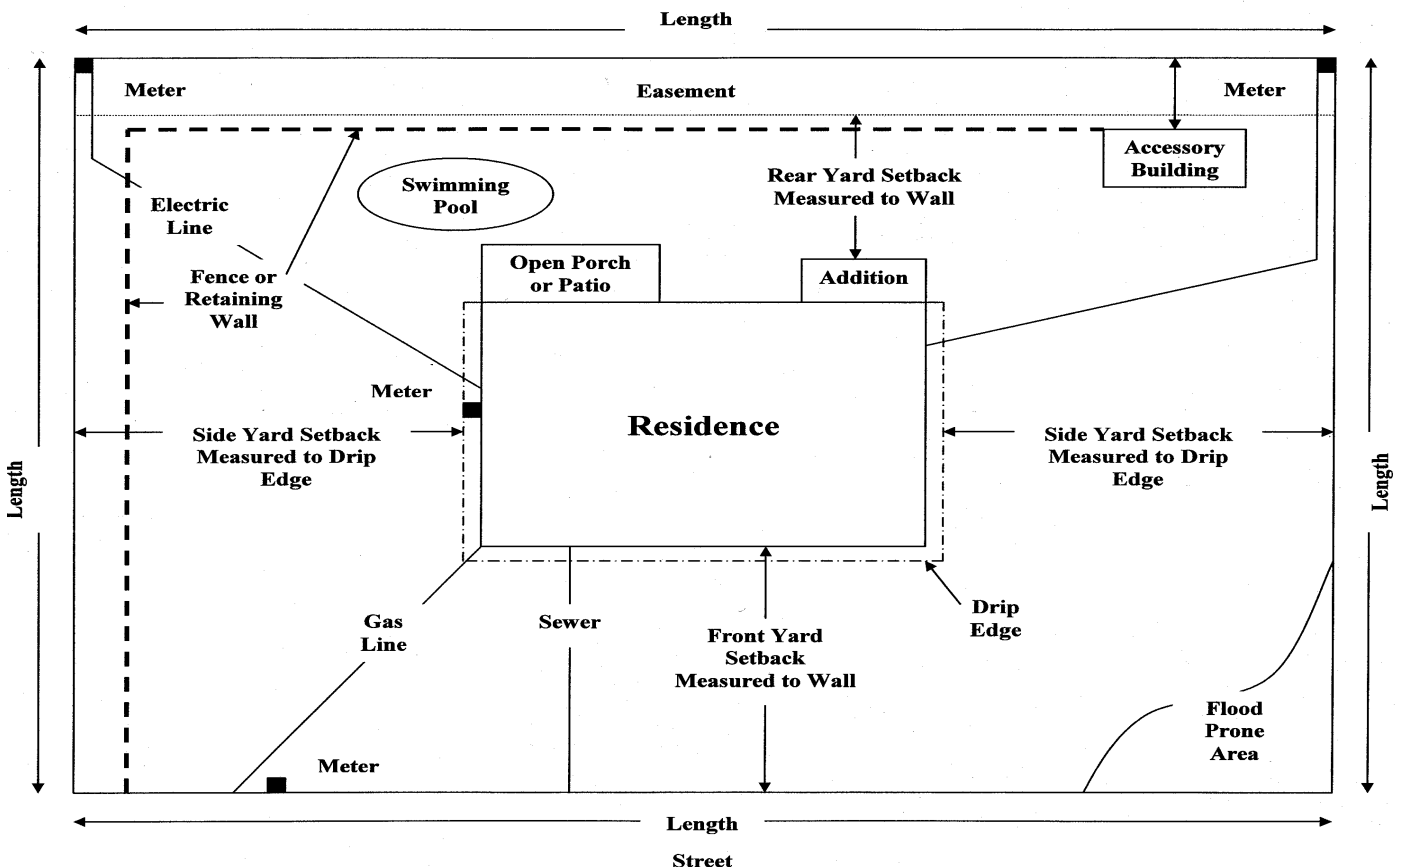 Length
Meter
Easement
Meter
Accessory
Building
Rear Yard Setback
Measured to Wall
Swimming
Pool
Electric
Line
Open Porch
or Patio
Addition
Fence or
Retaining
Wall
Meter
Residence
Side Yard Setback
Measured to Drip
Edge
Side Yard Setback
Measured to Drip
Edge
Length
Length
Gas
Line
Sewer
Front Yard
Setback
Measured to Wall
Drip
Edge
Flood
Prone
Area
Meter
Length
Street